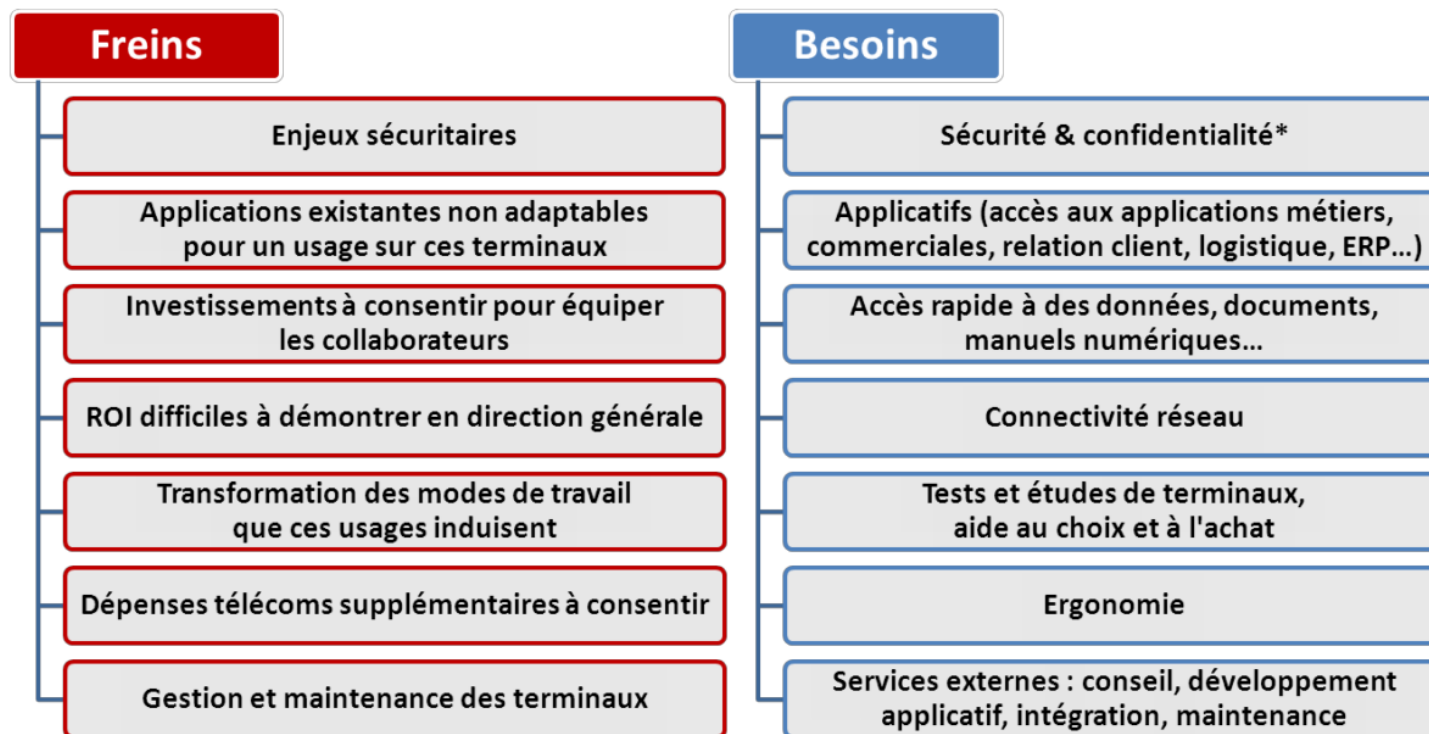 Freins
Enjeux sécuritaires
Applications existantes non adaptables
pour un usage sur ces terminaux
Investissements à consentir pour équiper
les collaborateurs
ROI difficiles à démontrer en direction générale
Transformation des modes de travail
que ces usages induisent
Dépenses télécoms supplémentaires à consentir
Gestion et maintenance des terminaux
Besoins
Sécurité & confidentialité*
Applicatifs (accès aux applications métiers,
commerciales, relation client, logistique, ERP...)
Accès rapide à des données, documents,
manuels numériques...
Connectivité réseau
Tests et études de terminaux,
aide au choix et à l'achat
Ergonomie
Services externes : conseil, développement
applicatif, intégration, maintenance